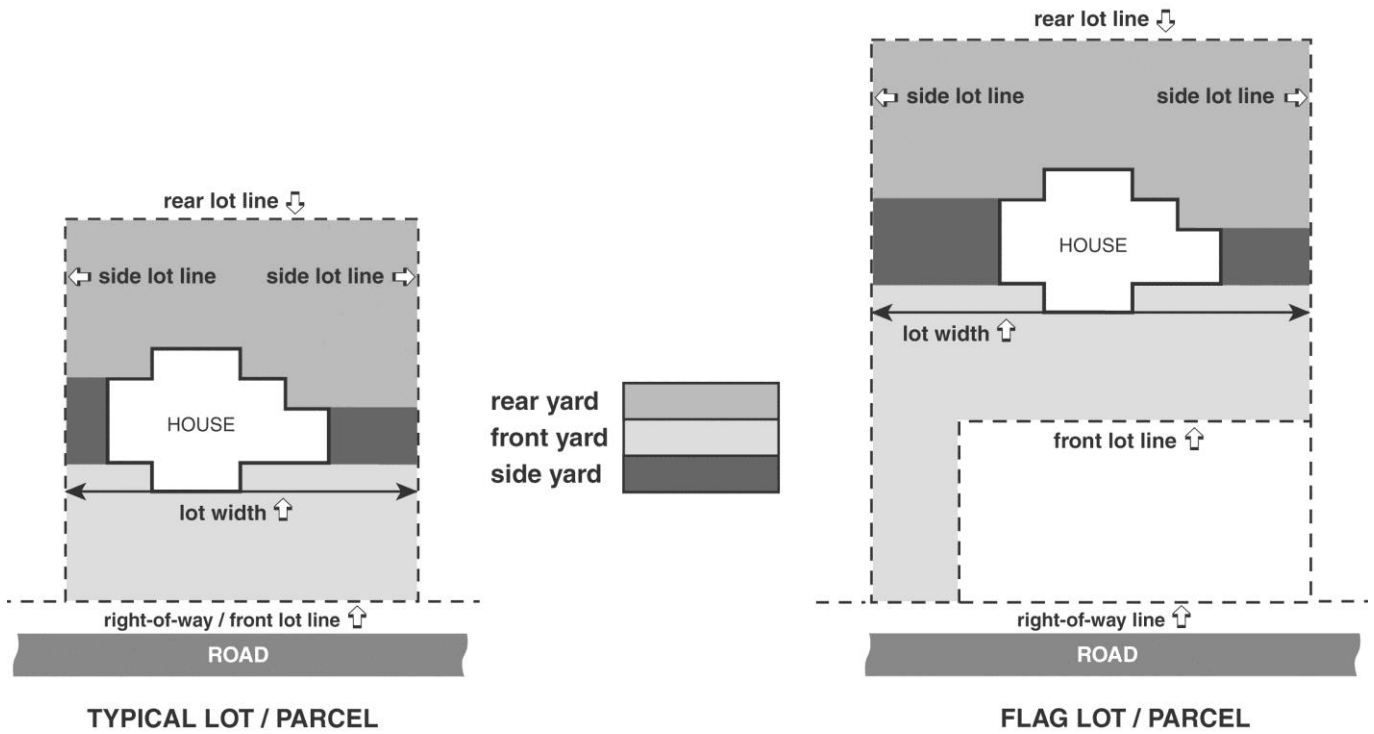 rear lot line
side lot line
side lot line
HOUSE
lot width
right-of-way / front lot line
ROAD
TYPICAL LOT / PARCEL
rear yard
front yard
side yard
rear lot line
side lot line
side lot line
HOUSE
lot width
front lot line
right-of-way line
ROAD
FLAG LOT / PARCEL